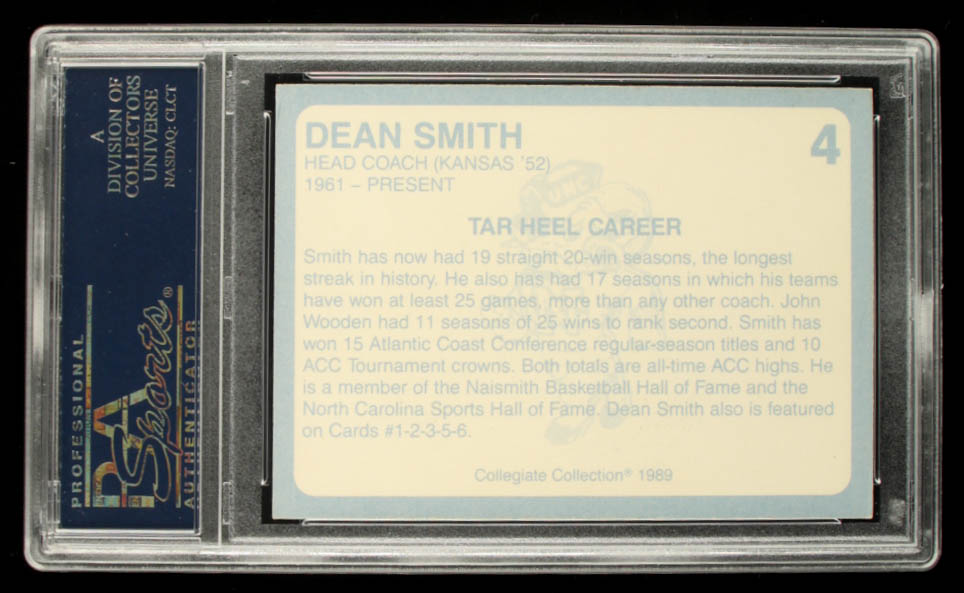 A
DIVISION OF
COLLECTORS
UNIVERSE
NASDAQ: CLCT
PROFESSIONAL
PSA
Sports®
AUTHENTICATOR
DEAN SMITH
4
HEAD COACH (KANSAS '52)
1961 – PRESENT
UNC
TAR HEEL CAREER
Smith has now had 19 straight 20-win seasons, the longest
streak in history. He also has had 17 seasons in which his teams
have won at least 25 games, more than any other coach. John
Wooden had 11 seasons of 25 wins to rank second. Smith has
won 15 Atlantic Coast Conference regular-season titles and 10
ACC Tournament crowns. Both totals are all-time ACC highs. He
is a member of the Naismith Basketball Hall of Fame and the
North Carolina Sports Hall of Fame. Dean Smith also is featured
on Cards #1-2-3-5-6.
Collegiate Collection® 1989